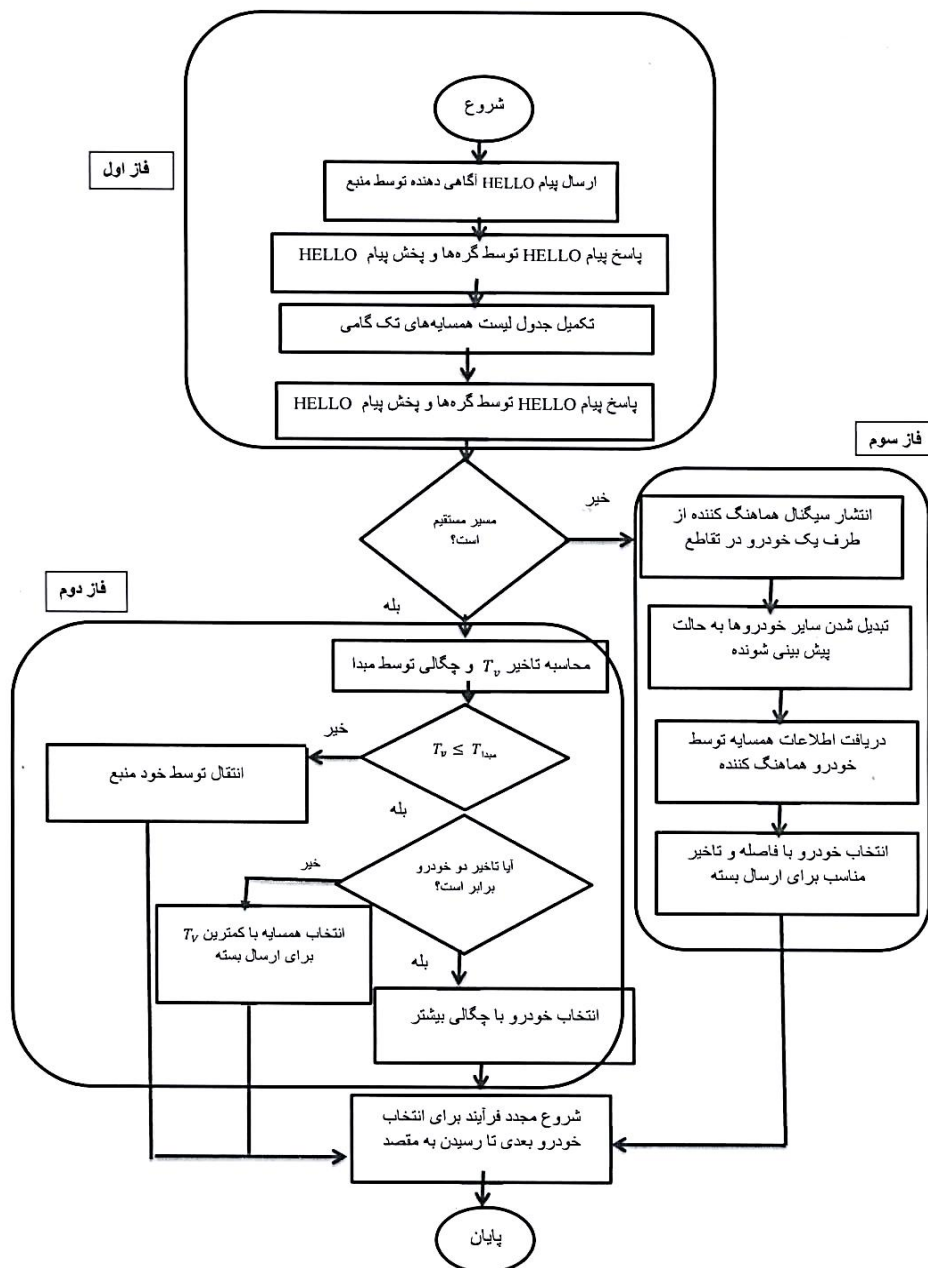 شروع
فاز اول
ارسال پیام HELLO آگاهی دهنده توسط منبع
پاسخ پیام HELLO توسط گره‌ها و پخش پیام HELLO
تکمیل جدول لیست همسایه‌های تک گامی
پاسخ پیام HELLO توسط گره‌ها و پخش پیام HELLO
فاز سوم
مسیر مستقیم
است؟
خیر
انتشار سیگنال هماهنگ کننده از
طرف یک خودرو در تقاطع
تبدیل شدن سایر خودروها به حالت
پیش بینی شونده
دریافت اطلاعات همسایه توسط
خودرو هماهنگ کننده
انتخاب خودرو با فاصله و تاخیر
مناسب برای ارسال بسته
فاز دوم
بله
محاسبه تاخیر T_v و چگالی توسط مبدا
T_v ≤ T_مبدا
خیر
انتقال توسط خود منبع
بله
آیا تاخیر دو خودرو
برابر است؟
خیر
انتخاب همسایه با کمترین T_V
برای ارسال بسته
بله
انتخاب خودرو با چگالی بیشتر
شروع مجدد فرآیند برای انتخاب
خودرو بعدی تا رسیدن به مقصد
پایان